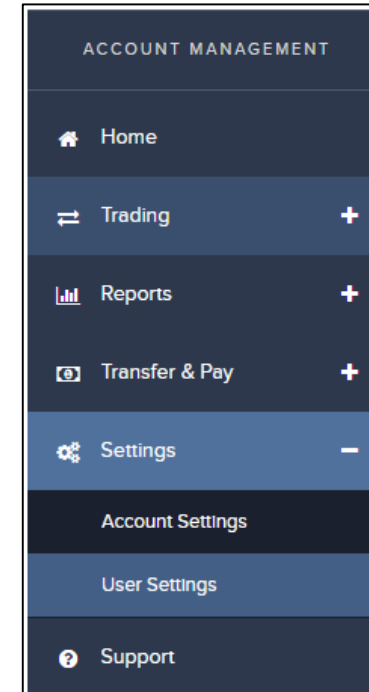 ACCOUNT MANAGEMENT
Home
Trading +
Reports +
Transfer & Pay +
Settings −
Account Settings
User Settings
Support